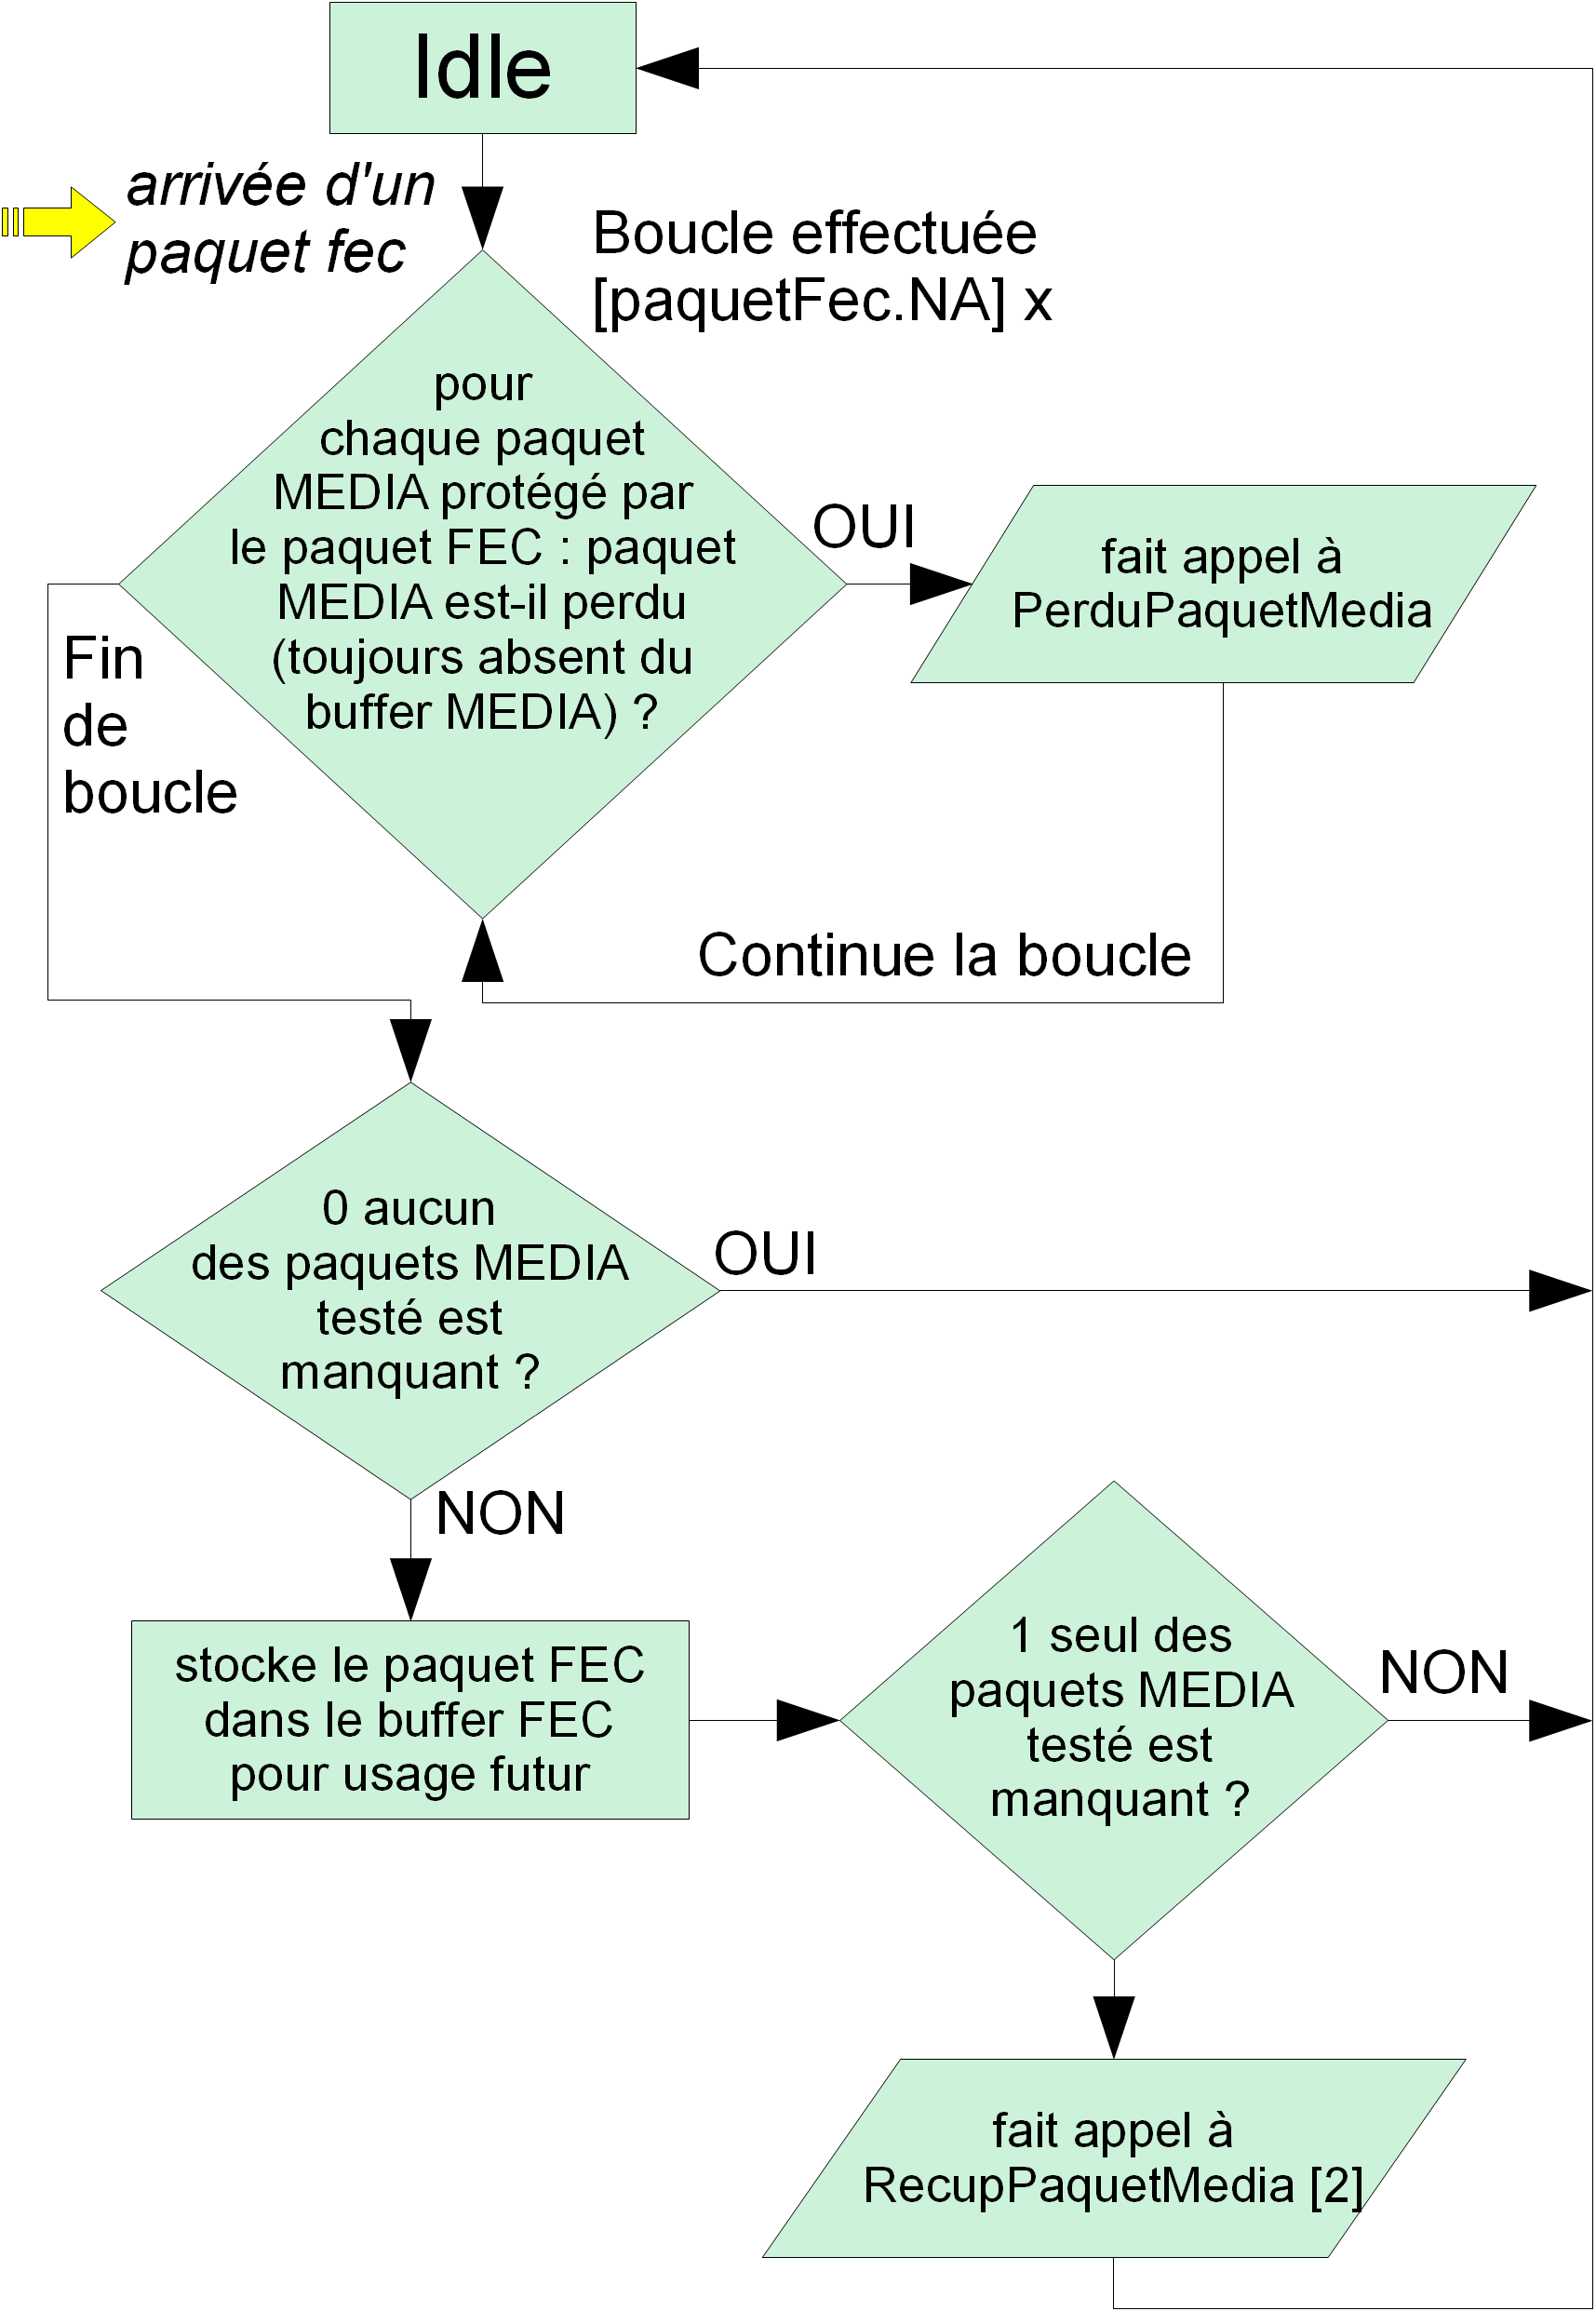 Idle
arrivée d'un
paquet fec
Boucle effectuée
[paquetFec.NA] x
pour
chaque paquet
MEDIA protégé par
le paquet FEC : paquet
MEDIA est-il perdu
(toujours absent du
buffer MEDIA) ?
OUI
fait appel à
PerduPaquetMedia
Fin
de
boucle
Continue la boucle
0 aucun
des paquets MEDIA
testé est
manquant ?
OUI
NON
stocke le paquet FEC
dans le buffer FEC
pour usage futur
1 seul des
paquets MEDIA
testé est
manquant ?
NON
fait appel à
RecupPaquetMedia [2]